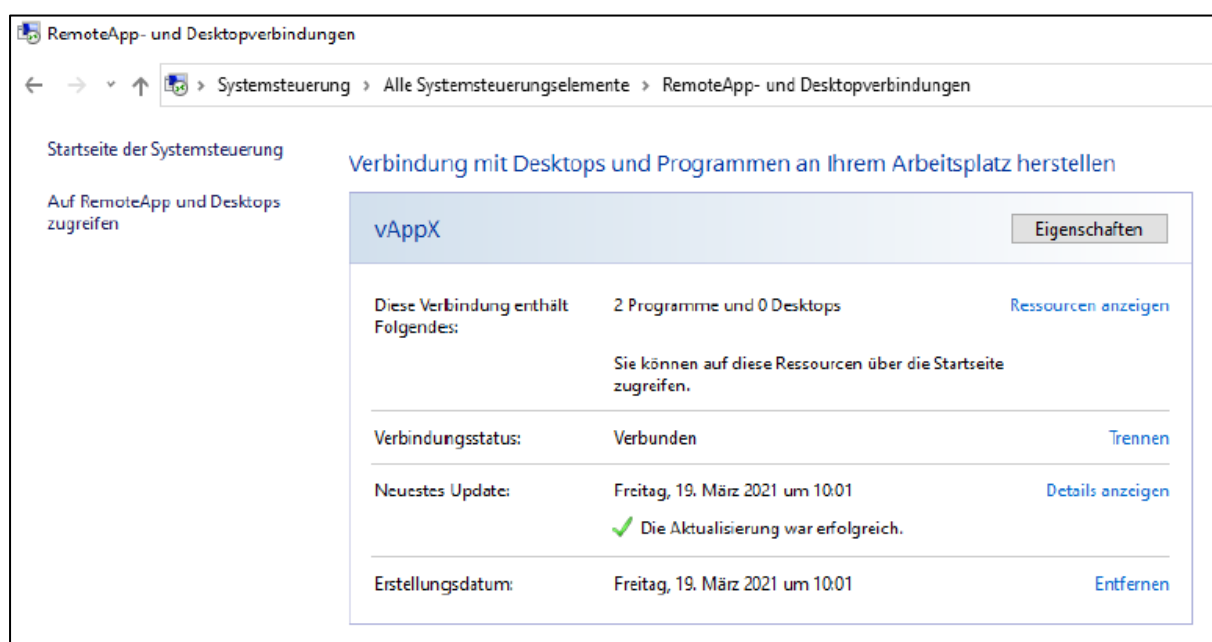 RemoteApp- und Desktopverbindungen
Systemsteuerung > Alle Systemsteuerungselemente > RemoteApp- und Desktopverbindungen
Startseite der Systemsteuerung
Auf RemoteApp und Desktops
zugreifen
Verbindung mit Desktops und Programmen an Ihrem Arbeitsplatz herstellen
vAppX
Eigenschaften
Diese Verbindung enthält
Folgendes:
2 Programme und 0 Desktops
Ressourcen anzeigen
Sie können auf diese Ressourcen über die Startseite
zugreifen.
Verbindungsstatus:
Verbunden
Trennen
Neuestes Update:
Freitag, 19. März 2021 um 10:01
Details anzeigen
Die Aktualisierung war erfolgreich.
Erstellungsdatum:
Freitag, 19. März 2021 um 10:01
Entfernen